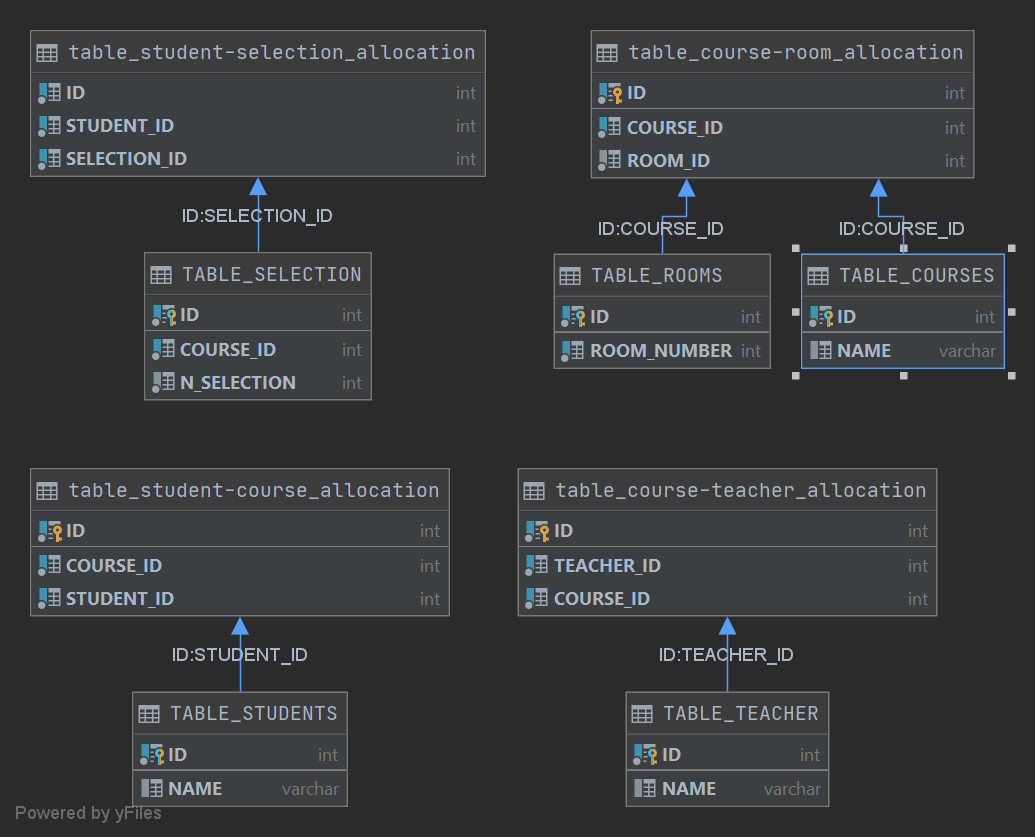 table_student-selection_allocation
ID int
STUDENT_ID int
SELECTION_ID int
table_course-room_allocation
ID int
COURSE_ID int
ROOM_ID int
ID:SELECTION_ID
ID:COURSE_ID
ID:COURSE_ID
TABLE_SELECTION
ID int
COURSE_ID int
N_SELECTION int
TABLE_ROOMS
ID int
ROOM_NUMBER int
TABLE_COURSES
ID int
NAME varchar
table_student-course_allocation
ID int
COURSE_ID int
STUDENT_ID int
table_course-teacher_allocation
ID int
TEACHER_ID int
COURSE_ID int
ID:STUDENT_ID
ID:TEACHER_ID
TABLE_STUDENTS
ID int
NAME varchar
TABLE_TEACHER
ID int
NAME varchar
Powered by yFiles